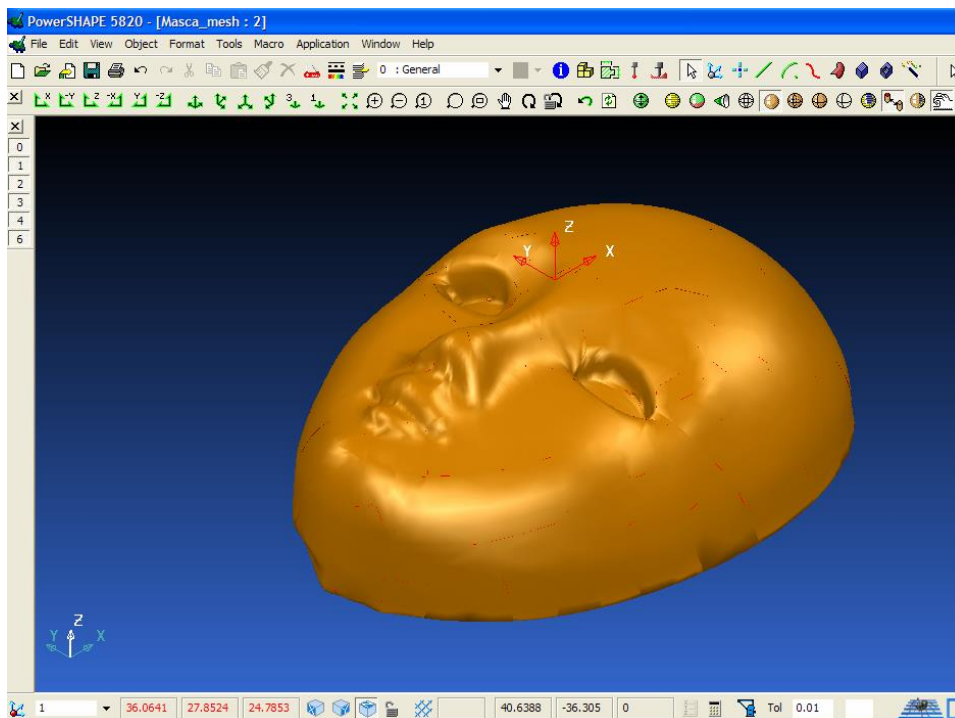 PowerSHAPE 5820 - [Masca_mesh : 2]
File Edit View Object Format Tools Macro Application Window Help
0 : General
0
1
2
3
4
6
Z
Y X
Z
Y X
1 36.0641 27.8524 24.7853 40.6388 -36.305 0 Tol 0.01